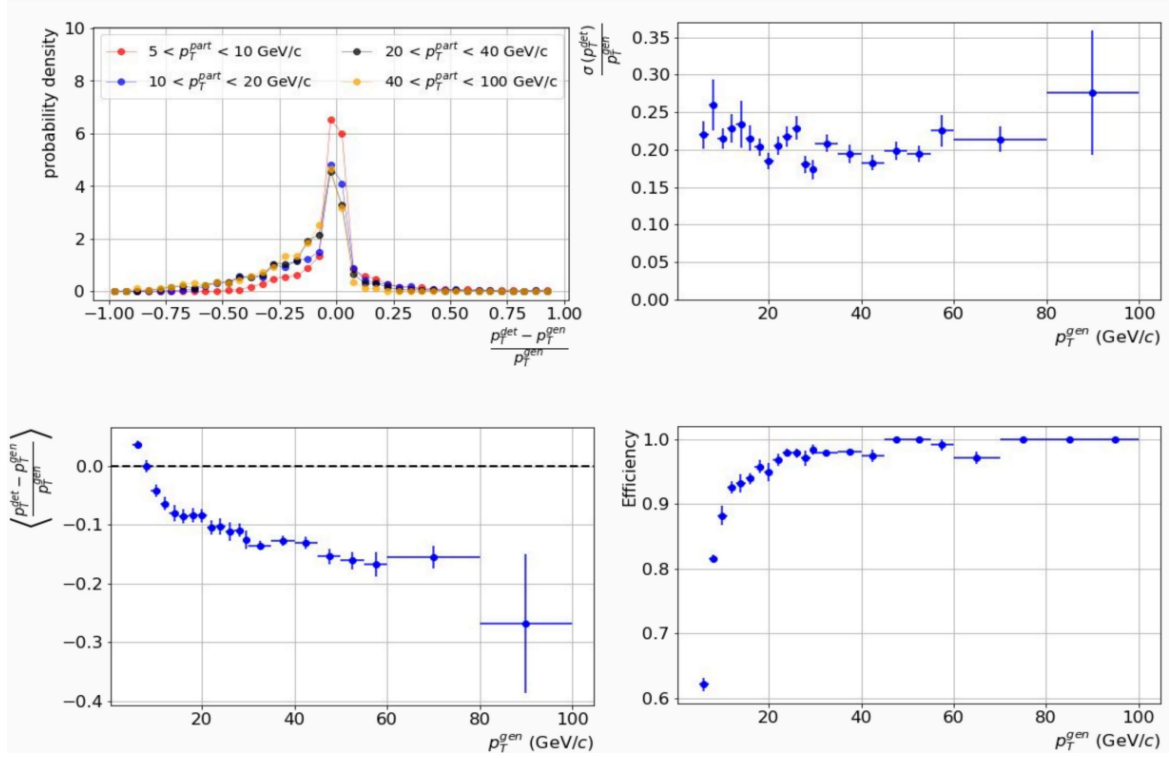 probability density
10
8
6
4
2
0
5 < p_T^part < 10 GeV/c
10 < p_T^part < 20 GeV/c
20 < p_T^part < 40 GeV/c
40 < p_T^part < 100 GeV/c
−1.00 −0.75 −0.50 −0.25 0.00 0.25 0.50 0.75 1.00
p_T^det − p_T^gen
p_T^gen
σ (p_T^det)
p_T^gen
0.35
0.30
0.25
0.20
0.15
0.10
0.05
0.00
20 40 60 80 100
p_T^gen (GeV/c)
⟨ p_T^det − p_T^gen
p_T^gen ⟩
0.0
−0.1
−0.2
−0.3
−0.4
20 40 60 80 100
p_T^gen (GeV/c)
Efficiency
1.0
0.9
0.8
0.7
0.6
20 40 60 80 100
p_T^gen (GeV/c)